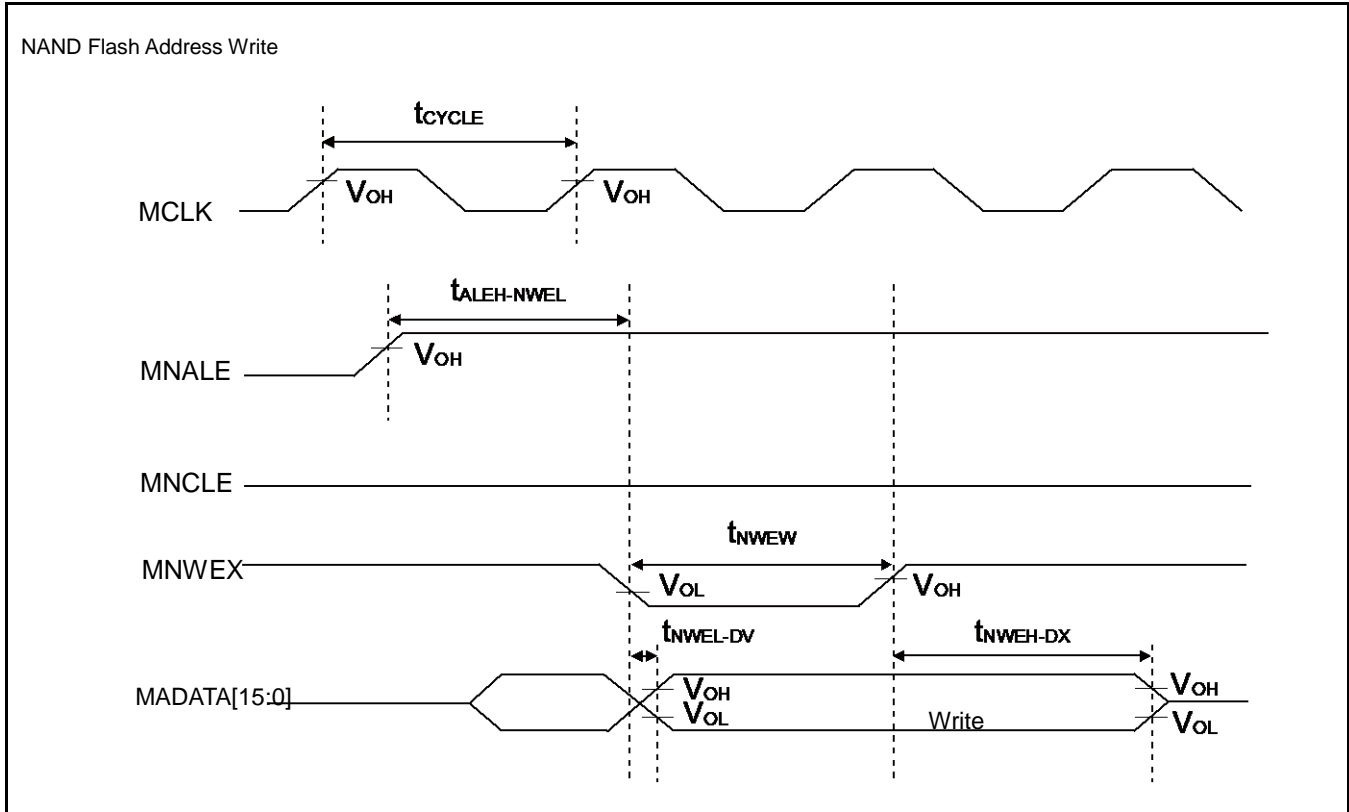 NAND Flash Address Write
tCYCLE
MCLK VOH VOH
tALEH-NWEL
MNALE VOH
MNCLE
tNWEW
MNWEX VOL VOH
tNWEL-DV tNWEH-DX
MADATA[15:0] VOH VOH
VOL Write VOL